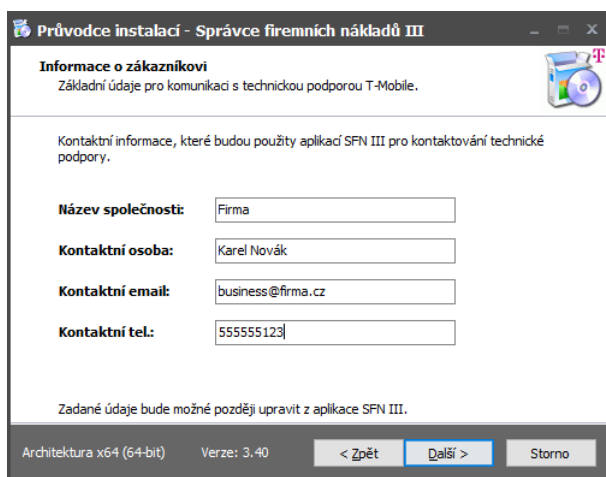 Průvodce instalací - Správce firemních nákladů III
Informace o zákazníkovi
Základní údaje pro komunikaci s technickou podporou T-Mobile.
T
Kontaktní informace, které budou použity aplikací SFN III pro kontaktování technické
podpory.
Název společnosti: Firma
Kontaktní osoba: Karel Novák
Kontaktní email: business@firma.cz
Kontaktní tel.: 555555123
Zadané údaje bude možné později upravit z aplikace SFN III.
Architektura x64 (64-bit) Verze: 3.40 < Zpět Další > Storno